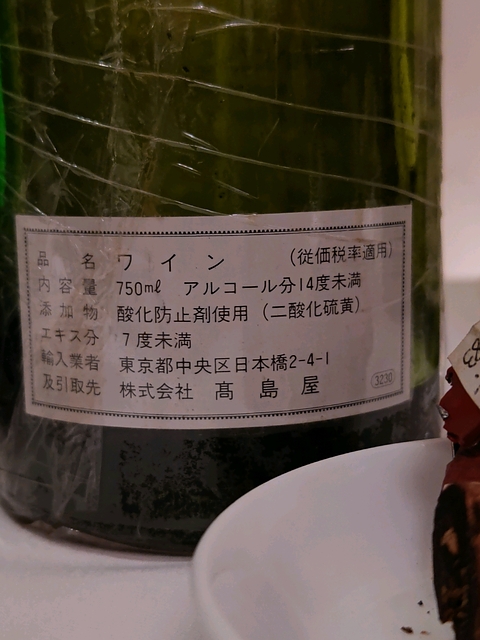 品名 ワイン (従価税率適用)
内容量 750ml アルコール分14度未満
添加物 酸化防止剤使用(二酸化硫黄)
エキス分 7度未満
輸入業者 東京都中央区日本橋2-4-1
及引取先 株式会社 髙島屋
3230